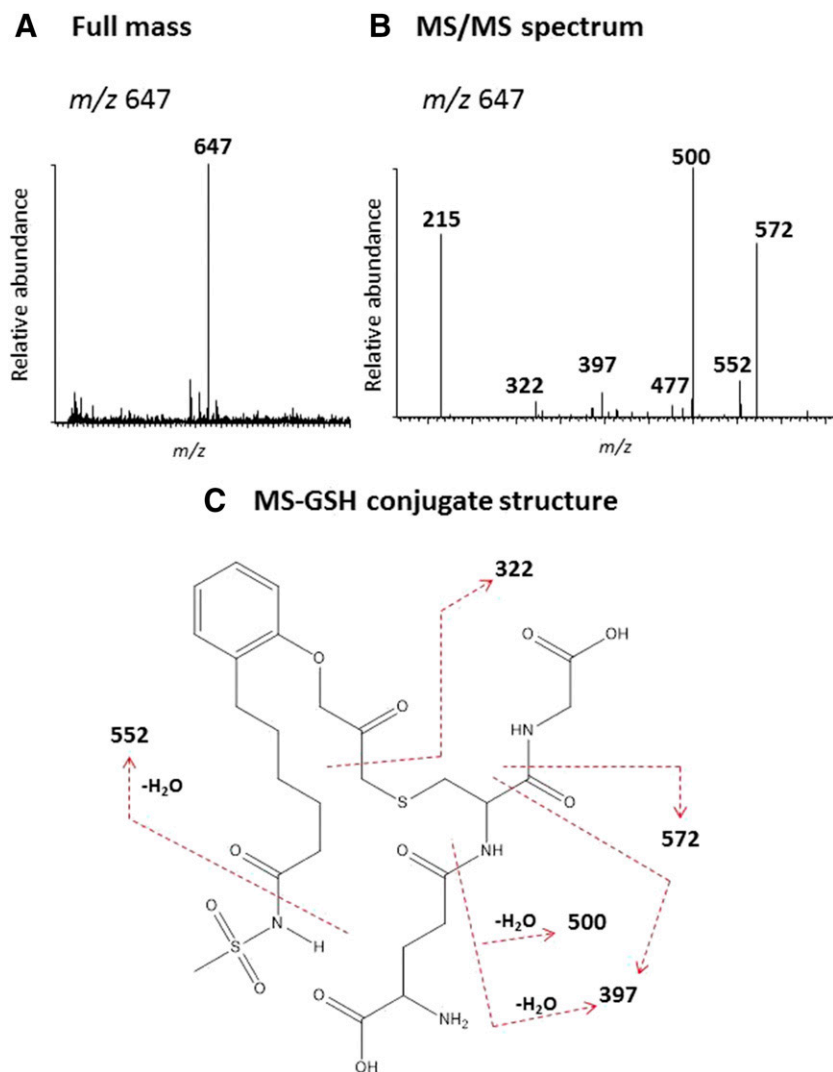 A Full mass
B MS/MS spectrum
m/z 647
m/z 647
647
Relative abundance
m/z
500
215
572
322
397
477
552
Relative abundance
m/z
C MS-GSH conjugate structure
322
O
OH
O
O
HN
552
-H₂O
S
O
572
O
O
NH
O
N
H
S
O
-H₂O
500
O
-H₂O
397
NH₂
OH